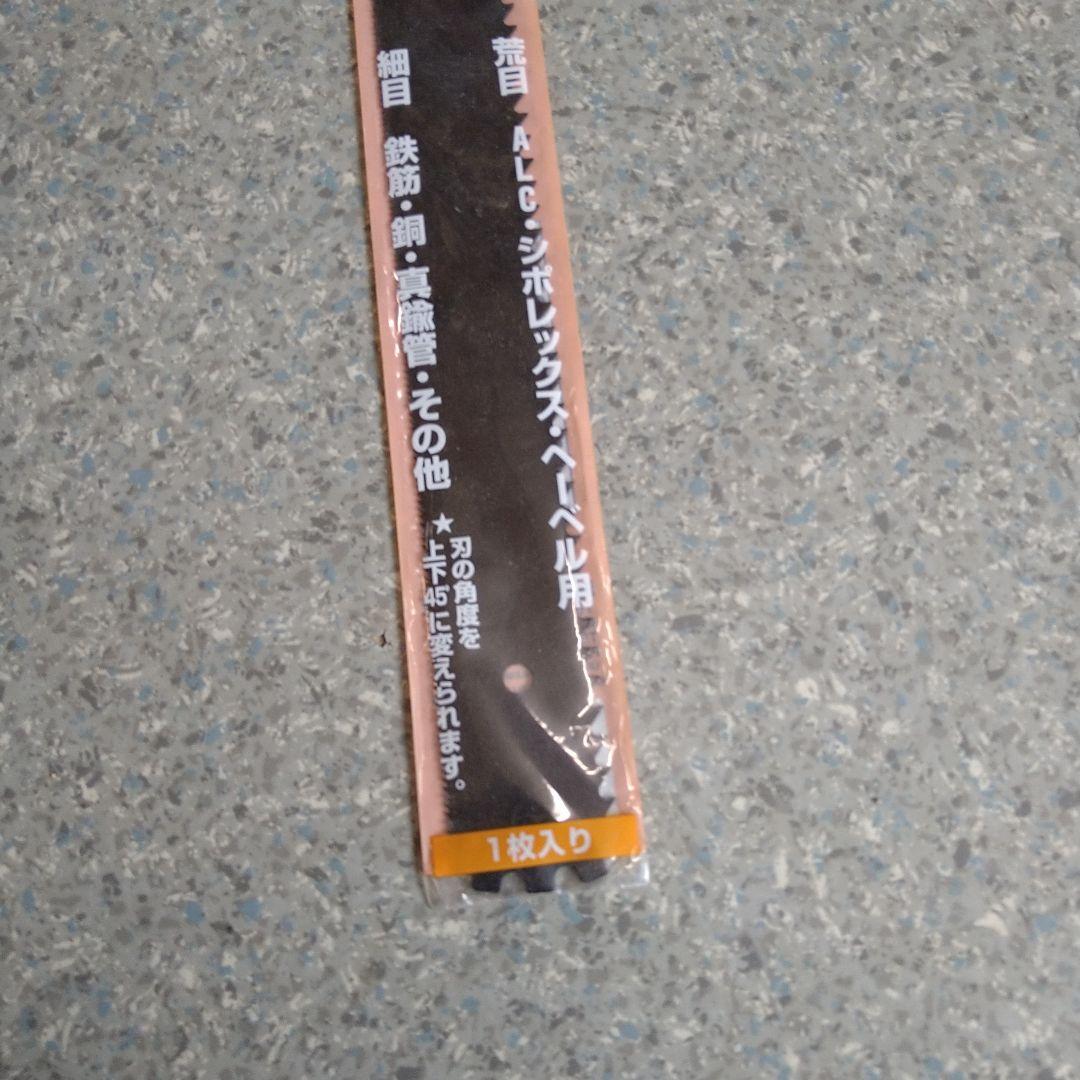 荒目 ALC・シポレックス・ヘーベル用
細目 鉄筋・銅・真鍮管・その他
★刃の角度を
上下45°に変えられます。
1枚入り